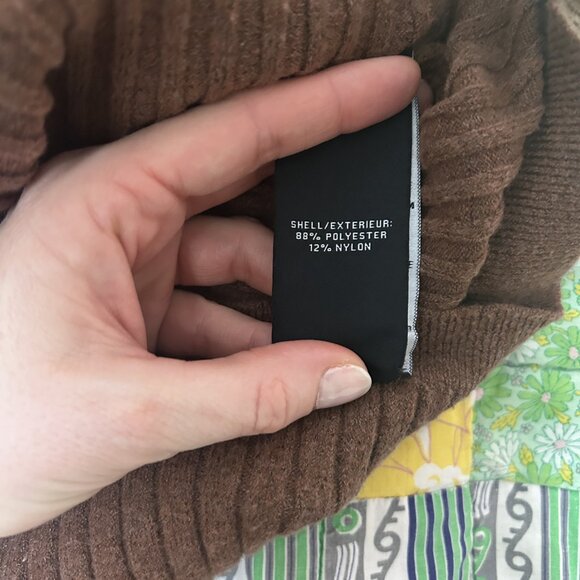 SHELL/EXTERIEUR:
88% POLYESTER
12% NYLON